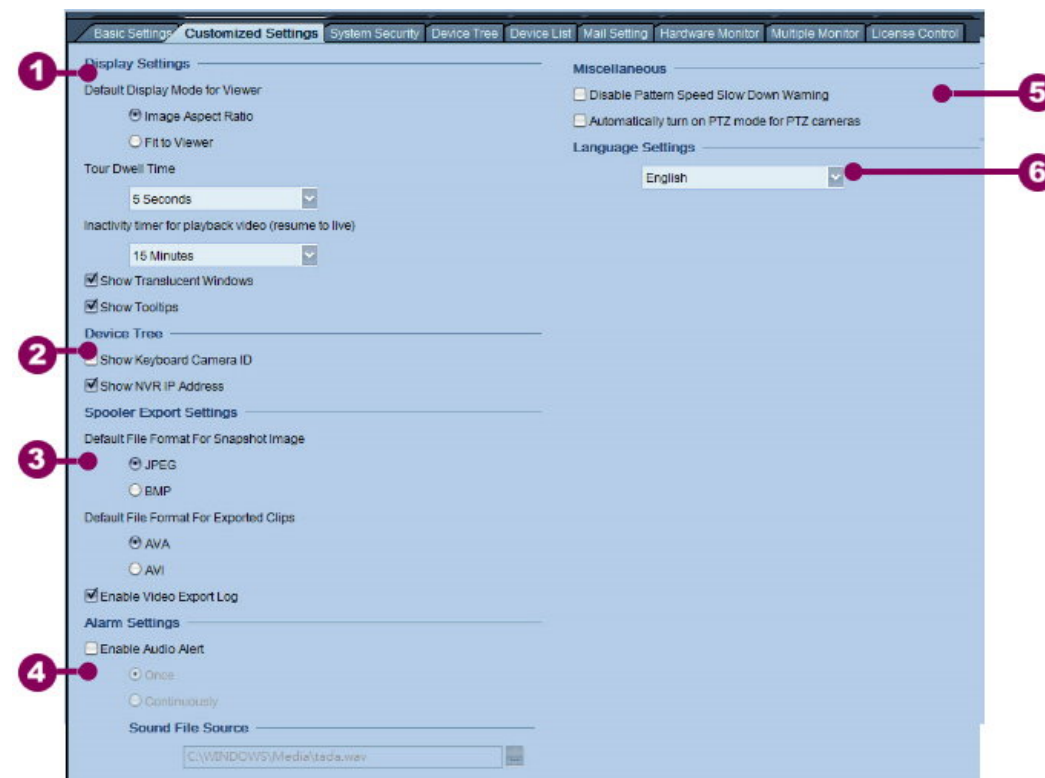 Basic Settings Customized Settings System Security Device Tree Device List Mail Setting Hardware Monitor Multiple Monitor License Control
1
Display Settings
Default Display Mode for Viewer
Image Aspect Ratio
Fit to Viewer
Tour Dwell Time
5 Seconds
Inactivity timer for playback video (resume to live)
15 Minutes
Show Translucent Windows
Show Tooltips
2
Device Tree
Show Keyboard Camera ID
Show NVR IP Address
3
Spooler Export Settings
Default File Format For Snapshot Image
JPEG
BMP
Default File Format For Exported Clips
AVA
AVI
Enable Video Export Log
4
Alarm Settings
Enable Audio Alert
Once
Continuously
Sound File Source
C:\WINDOWS\Media\tada.wav
Miscellaneous
5
Disable Pattern Speed Slow Down Warning
Automatically turn on PTZ mode for PTZ cameras
Language Settings
6
English